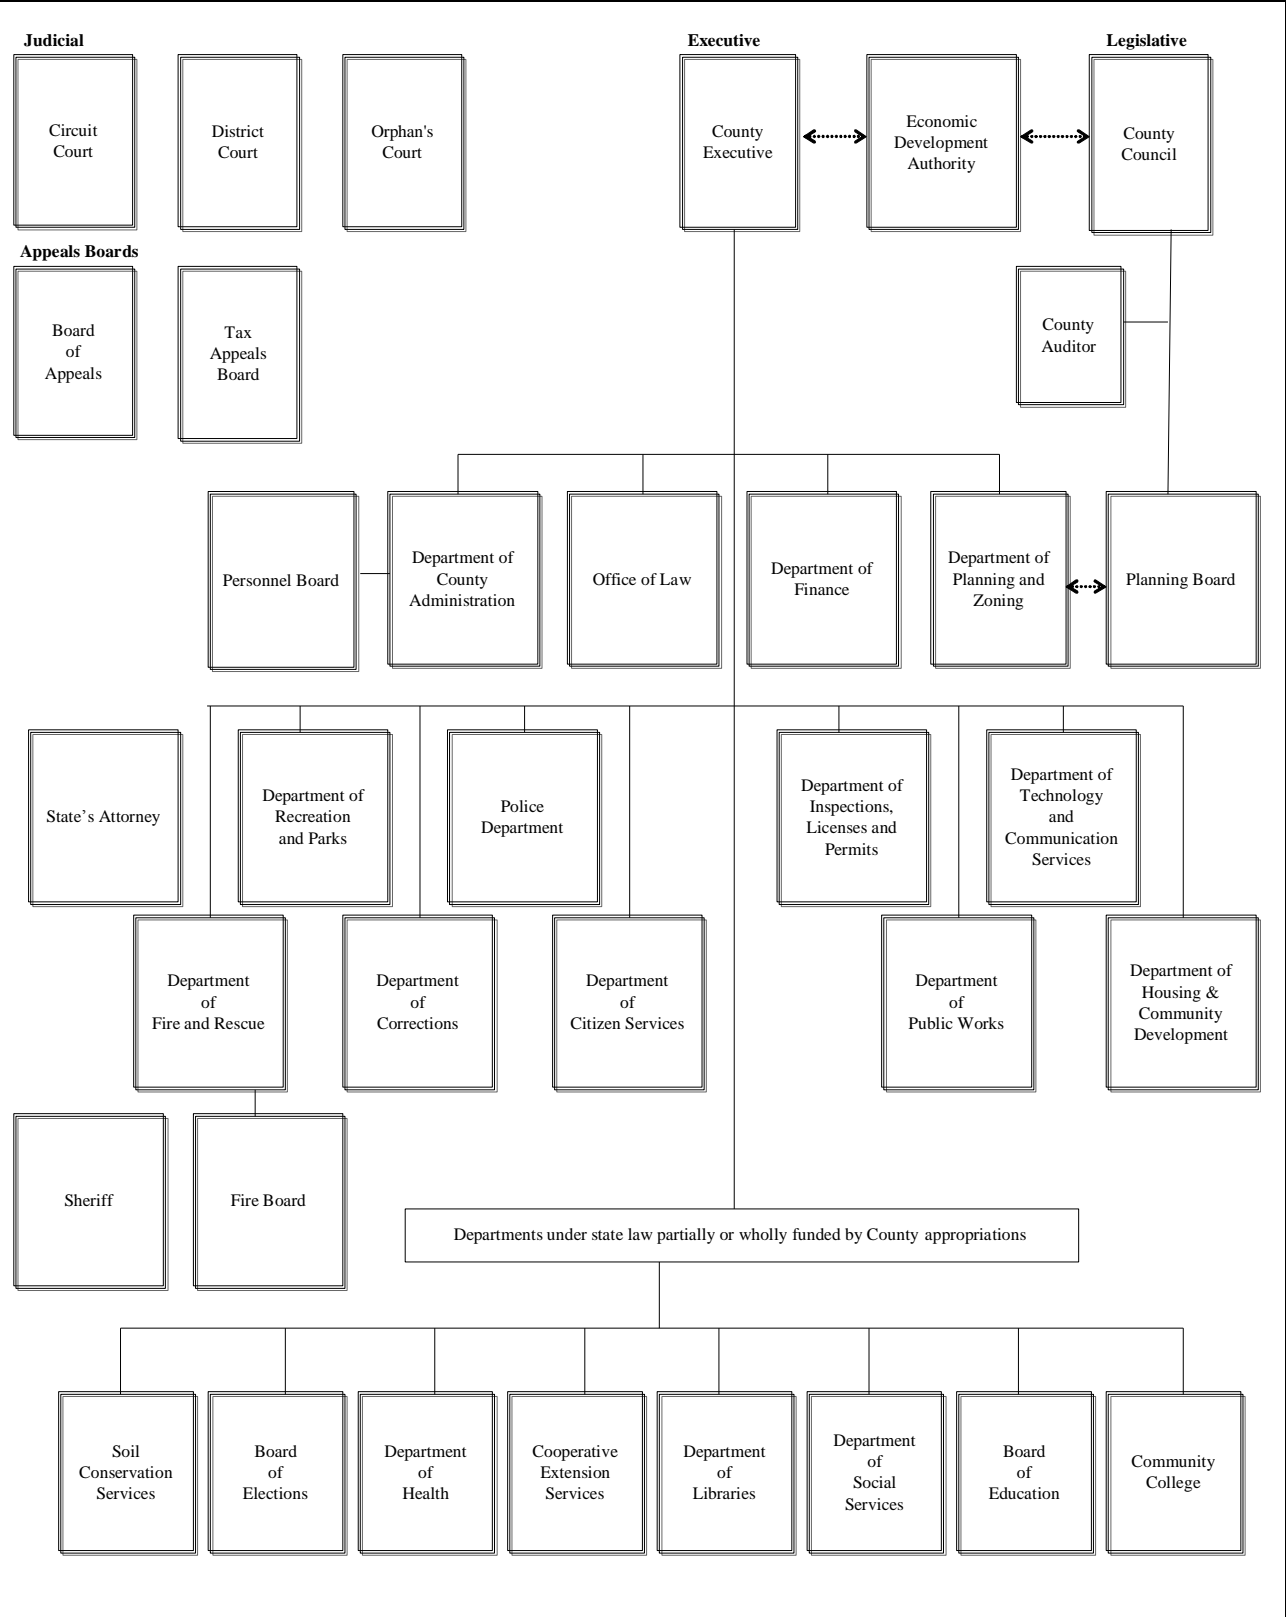 Judicial
Executive
Legislative
Circuit
Court
District
Court
Orphan's
Court
County
Executive
Economic
Development
Authority
County
Council
Appeals Boards
Board
of
Appeals
Tax
Appeals
Board
County
Auditor
Personnel Board
Department of
County
Administration
Office of Law
Department of
Finance
Department of
Planning and
Zoning
Planning Board
State’s Attorney
Department of
Recreation
and Parks
Police
Department
Department of
Inspections,
Licenses and
Permits
Department of
Technology
and
Communication
Services
Department
of
Fire and Rescue
Department
of
Corrections
Department
of
Citizen Services
Department
of
Public Works
Department of
Housing &
Community
Development
Sheriff
Fire Board
Departments under state law partially or wholly funded by County appropriations
Soil
Conservation
Services
Board
of
Elections
Department
of
Health
Cooperative
Extension
Services
Department
of
Libraries
Department
of
Social
Services
Board
of
Education
Community
College